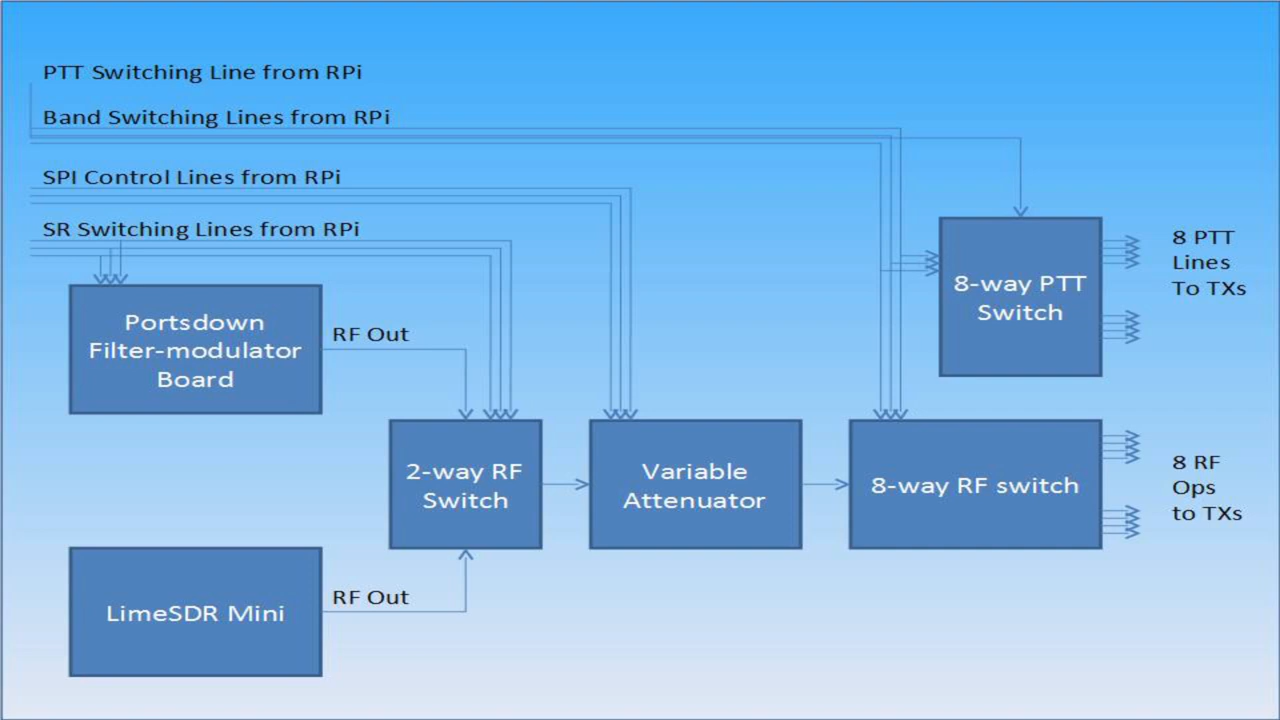 PTT Switching Line from RPi
Band Switching Lines from RPi
SPI Control Lines from RPi
SR Switching Lines from RPi
8 PTT
Lines
To TXs
8-way PTT
Switch
Portsdown
Filter-modulator
Board
RF Out
2-way RF
Switch
Variable
Attenuator
8-way RF switch
8 RF
Ops
to TXs
LimeSDR Mini
RF Out